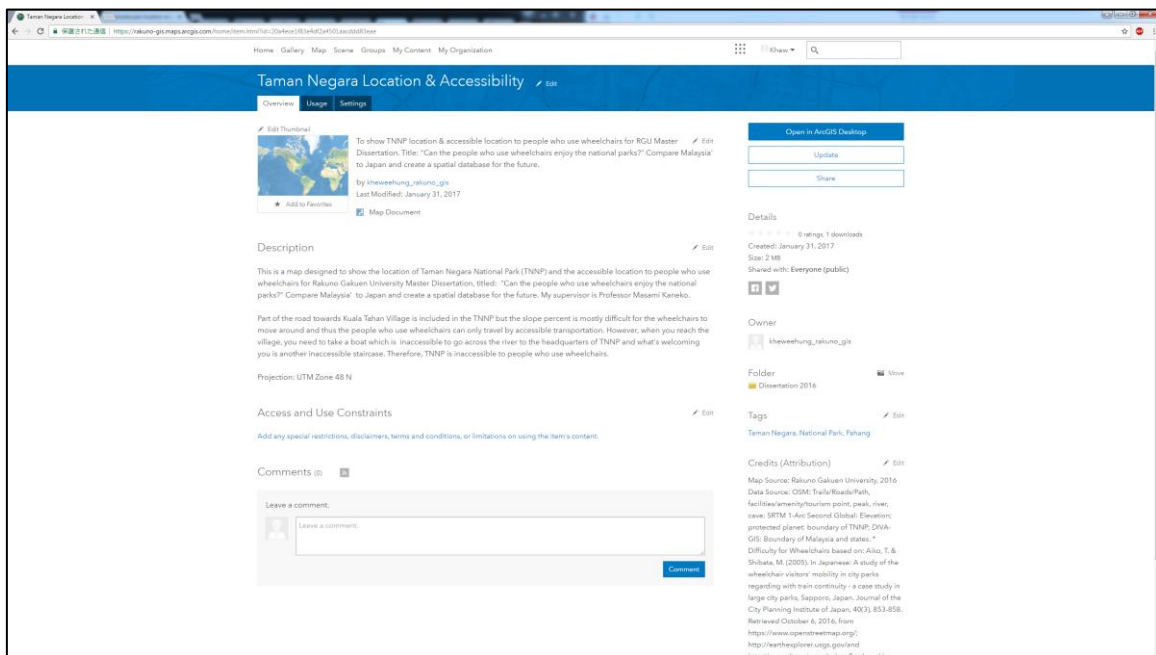 Taman Negara Location
保護された通信 | https://rakuno-gis.maps.arcgis.com/home/item.html?id=
Home Gallery Map Scene Groups My Content My Organization
Khew
Taman Negara Location & Accessibility Edit
Overview Usage Settings
Edit Thumbnail
To show TNNP location & accessible location to people who use wheelchairs for RGU Master
Dissertation. Title: "Can the people who use wheelchairs enjoy the national parks?" Compare Malaysia'
to Japan and create a spatial database for the future.
Edit
by kheweehung_rakuno_gis
Last Modified: January 31, 2017
Add to Favorites
Map Document
Description
Edit
This is a map designed to show the location of Taman Negara National Park (TNNP) and the accessible location to people who use
wheelchairs for Rakuno Gakuen University Master Dissertation, titled: "Can the people who use wheelchairs enjoy the national
parks?" Compare Malaysia' to Japan and create a spatial database for the future. My supervisor is Professor Masami Kaneko.
Part of the road towards Kuala Tahan Village is included in the TNNP but the slope percent is mostly difficult for the wheelchairs to
move around and thus the people who use wheelchairs can only travel by accessible transportation. However, when you reach the
village, you need to take a boat which is inaccessible to go across the river to the headquarters of TNNP and what's welcoming
you is another inaccessible staircase. Therefore, TNNP is inaccessible to people who use wheelchairs.
Projection: UTM Zone 48 N
Access and Use Constraints
Edit
Add any special restrictions, disclaimers, terms and conditions, or limitations on using the item's content.
Comments (0)
Leave a comment.
Leave a comment.
Comment
Open in ArcGIS Desktop
Update
Share
Details
0 ratings, 1 downloads
Created: January 31, 2017
Size: 2 MB
Shared with: Everyone (public)
Owner
kheweehung_rakuno_gis
Folder
Move
Dissertation 2016
Tags
Edit
Taman Negara, National Park, Pahang
Credits (Attribution)
Edit
Map Source: Rakuno Gakuen University, 2016
Data Source: OSM: Trails/Roads/Path,
facilities/amenity/tourism point, peak, river,
cave; SRTM 1-Arc Second Global: Elevation;
protected planet: boundary of TNNP; DIVA-
GIS: Boundary of Malaysia and states. *
Difficulty for Wheelchairs based on: Aiko, T. &
Shibata, M. (2005). In Japanese: A study of the
wheelchair visitors' mobility in city parks
regarding with train continuity - a case study in
large city parks, Sapporo, Japan. Journal of the
City Planning Institute of Japan, 40(3), 853-858.
Retrieved October 6, 2016, from
https://www.openstreetmap.org/;
http://earthexplorer.usgs.gov/and